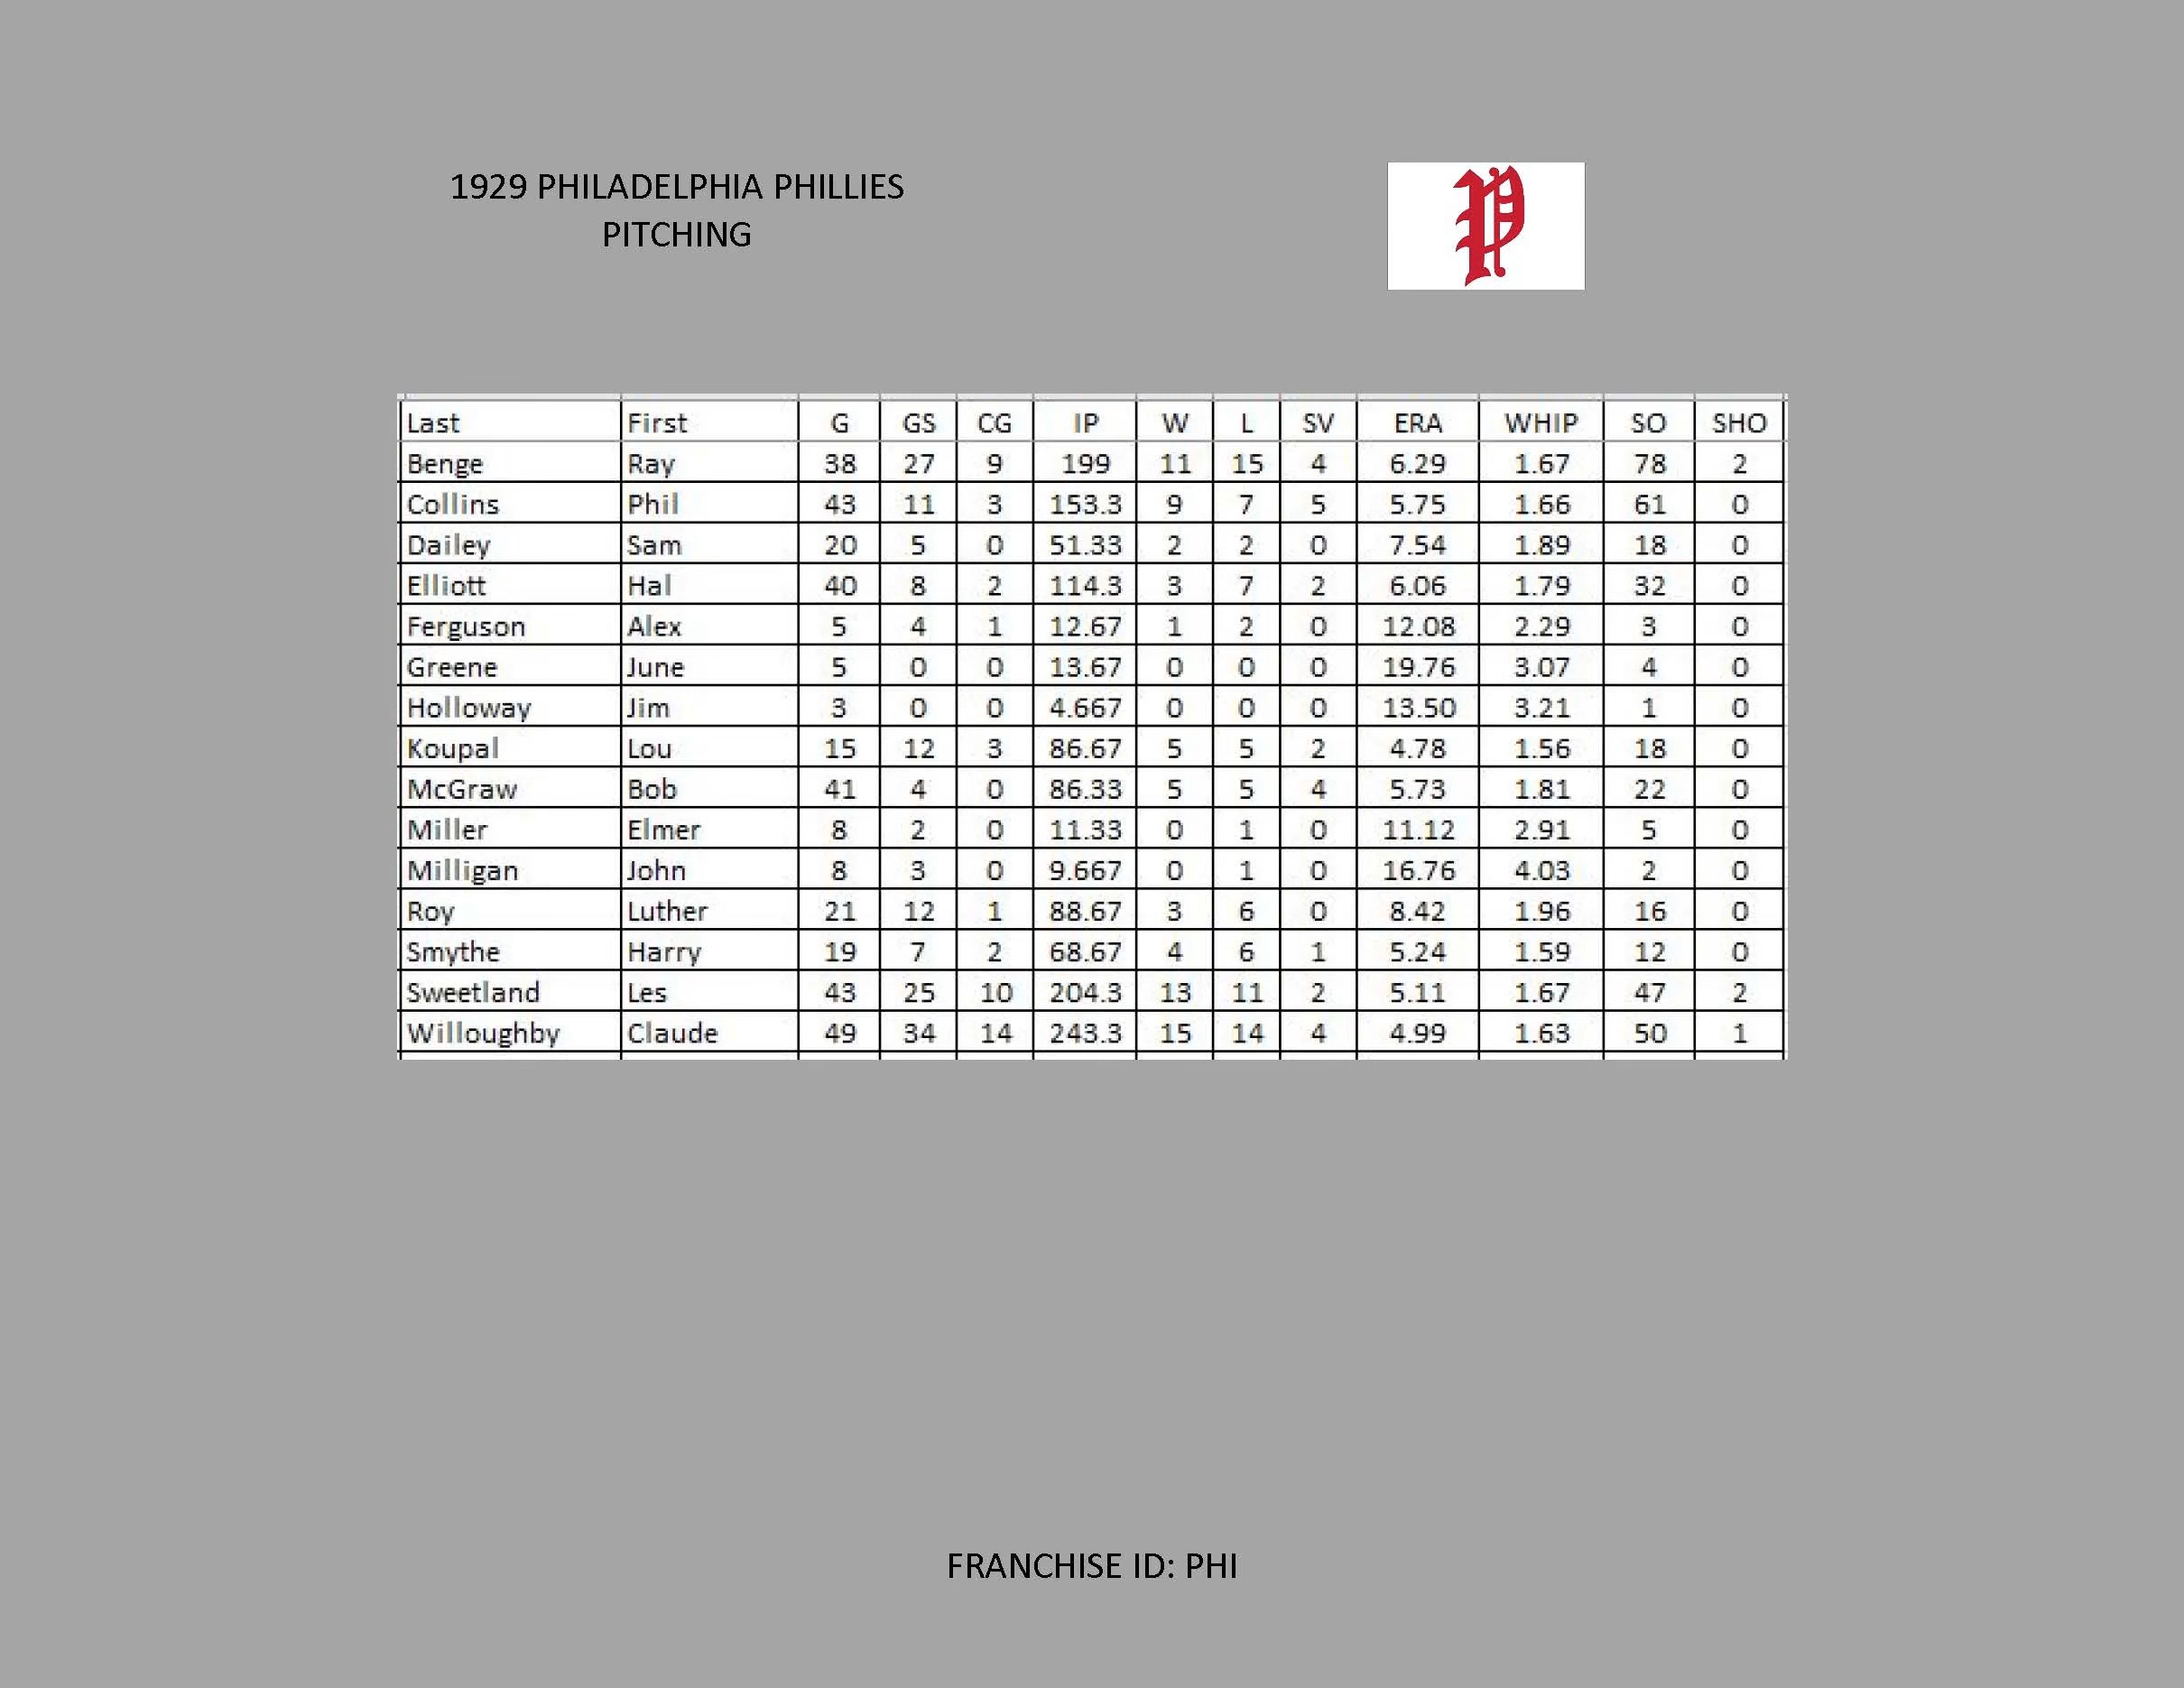 1929 PHILADELPHIA PHILLIES
PITCHING
P
Last First G GS CG IP W L SV ERA WHIP SO SHO
Benge Ray 38 27 9 199 11 15 4 6.29 1.67 78 2
Collins Phil 43 11 3 153.3 9 7 5 5.75 1.66 61 0
Dailey Sam 20 5 0 51.33 2 2 0 7.54 1.89 18 0
Elliott Hal 40 8 2 114.3 3 7 2 6.06 1.79 32 0
Ferguson Alex 5 4 1 12.67 1 2 0 12.08 2.29 3 0
Greene June 5 0 0 13.67 0 0 0 19.76 3.07 4 0
Holloway Jim 3 0 0 4.667 0 0 0 13.50 3.21 1 0
Koupal Lou 15 12 3 86.67 5 5 2 4.78 1.56 18 0
McGraw Bob 41 4 0 86.33 5 5 4 5.73 1.81 22 0
Miller Elmer 8 2 0 11.33 0 1 0 11.12 2.91 5 0
Milligan John 8 3 0 9.667 0 1 0 16.76 4.03 2 0
Roy Luther 21 12 1 88.67 3 6 0 8.42 1.96 16 0
Smythe Harry 19 7 2 68.67 4 6 1 5.24 1.59 12 0
Sweetland Les 43 25 10 204.3 13 11 2 5.11 1.67 47 2
Willoughby Claude 49 34 14 243.3 15 14 4 4.99 1.63 50 1
FRANCHISE ID: PHI